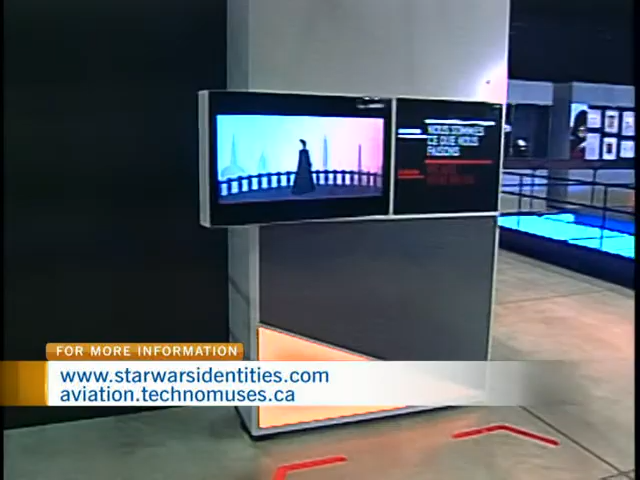 NOUS SOMMES
CE QUE NOUS
FAISONS
FOR MORE INFORMATION
www.starwarsidentities.com
aviation.technomuses.ca